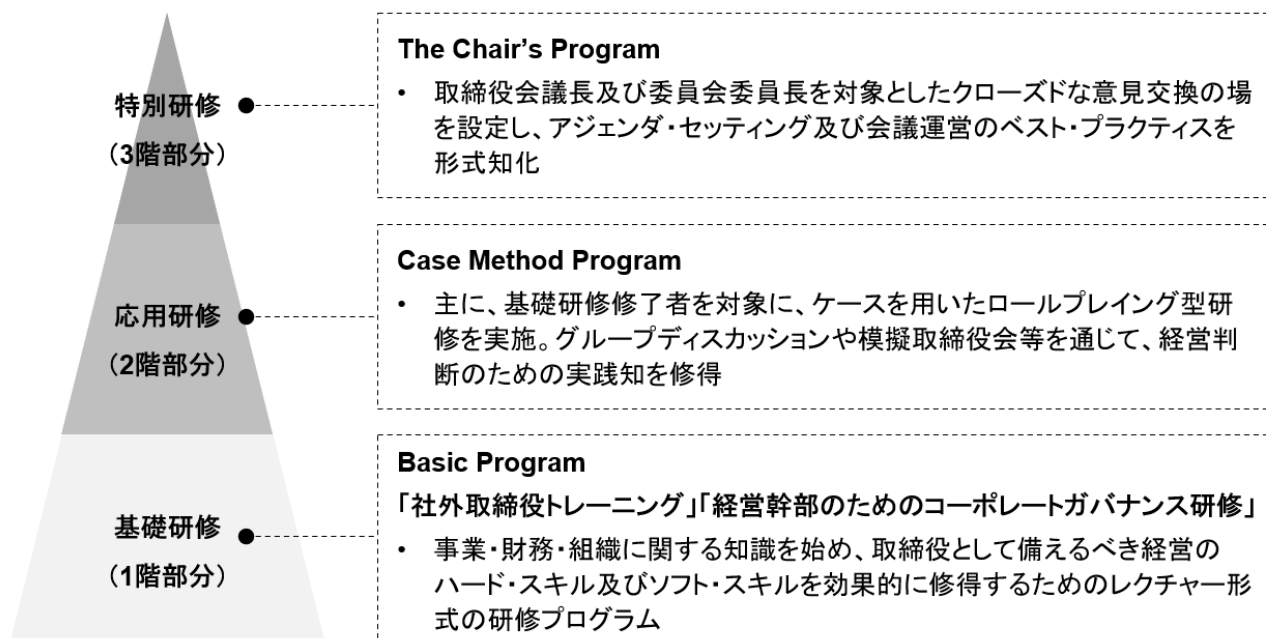 特別研修
（3階部分）
The Chair's Program
• 取締役会議長及び委員会委員長を対象としたクローズドな意見交換の場
を設定し、アジェンダ・セッティング及び会議運営のベスト・プラクティスを
形式知化
応用研修
（2階部分）
Case Method Program
• 主に、基礎研修修了者を対象に、ケースを用いたロールプレイング型研
修を実施。グループディスカッションや模擬取締役会等を通じて、経営判
断のための実践知を修得
基礎研修
（1階部分）
Basic Program
「社外取締役トレーニング」「経営幹部のためのコーポレートガバナンス研修」
• 事業・財務・組織に関する知識を始め、取締役として備えるべき経営の
ハード・スキル及びソフト・スキルを効果的に修得するためのレクチャー形
式の研修プログラム